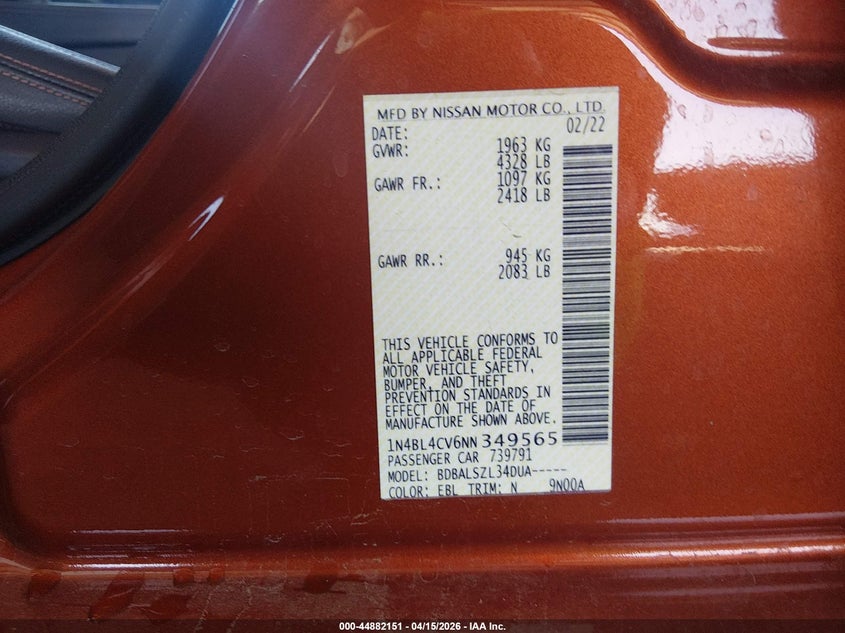 MFD BY NISSAN MOTOR CO., LTD.
DATE: 02/22
GVWR: 1963 KG
4328 LB
GAWR FR.: 1097 KG
2418 LB
GAWR RR.: 945 KG
2083 LB
THIS VEHICLE CONFORMS TO
ALL APPLICABLE FEDERAL
MOTOR VEHICLE SAFETY,
BUMPER, AND THEFT
PREVENTION STANDARDS IN
EFFECT ON THE DATE OF
MANUFACTURE SHOWN ABOVE.
1N4BL4CV6NN349565
PASSENGER CAR 739791
MODEL: BDBALSZL34DUA-----
COLOR: EBL TRIM: N 9N00A
000-44882151 | 04/15/2026 - IAA Inc.